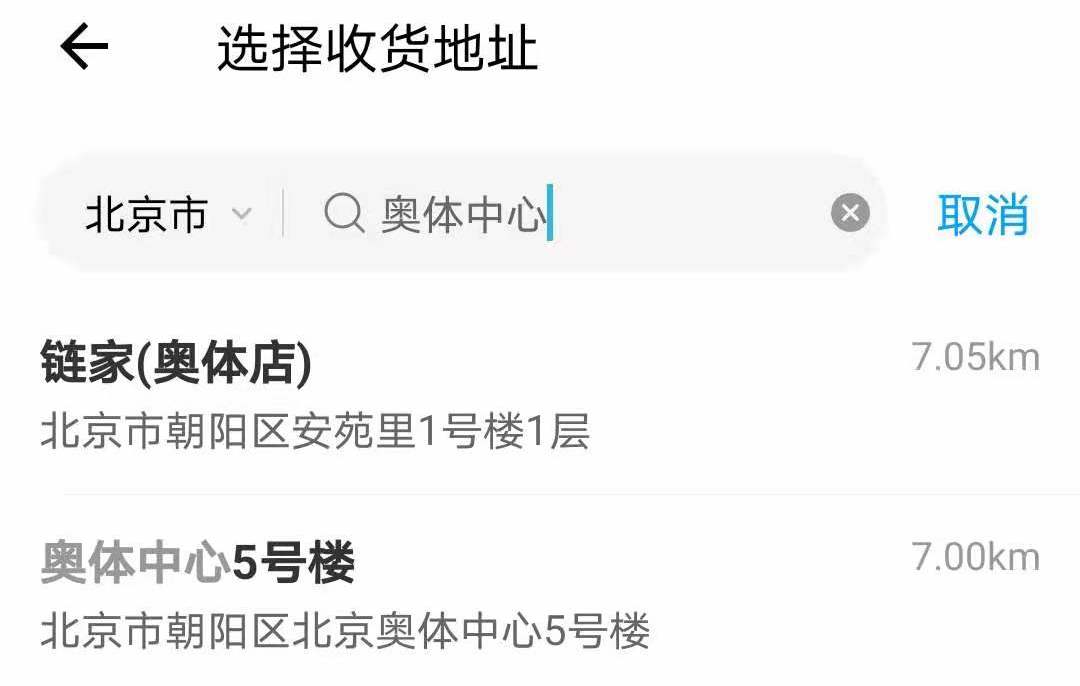 选择收货地址
北京市 奥体中心 取消
链家(奥体店) 7.05km
北京市朝阳区安苑里1号楼1层
奥体中心5号楼 7.00km
北京市朝阳区北京奥体中心5号楼